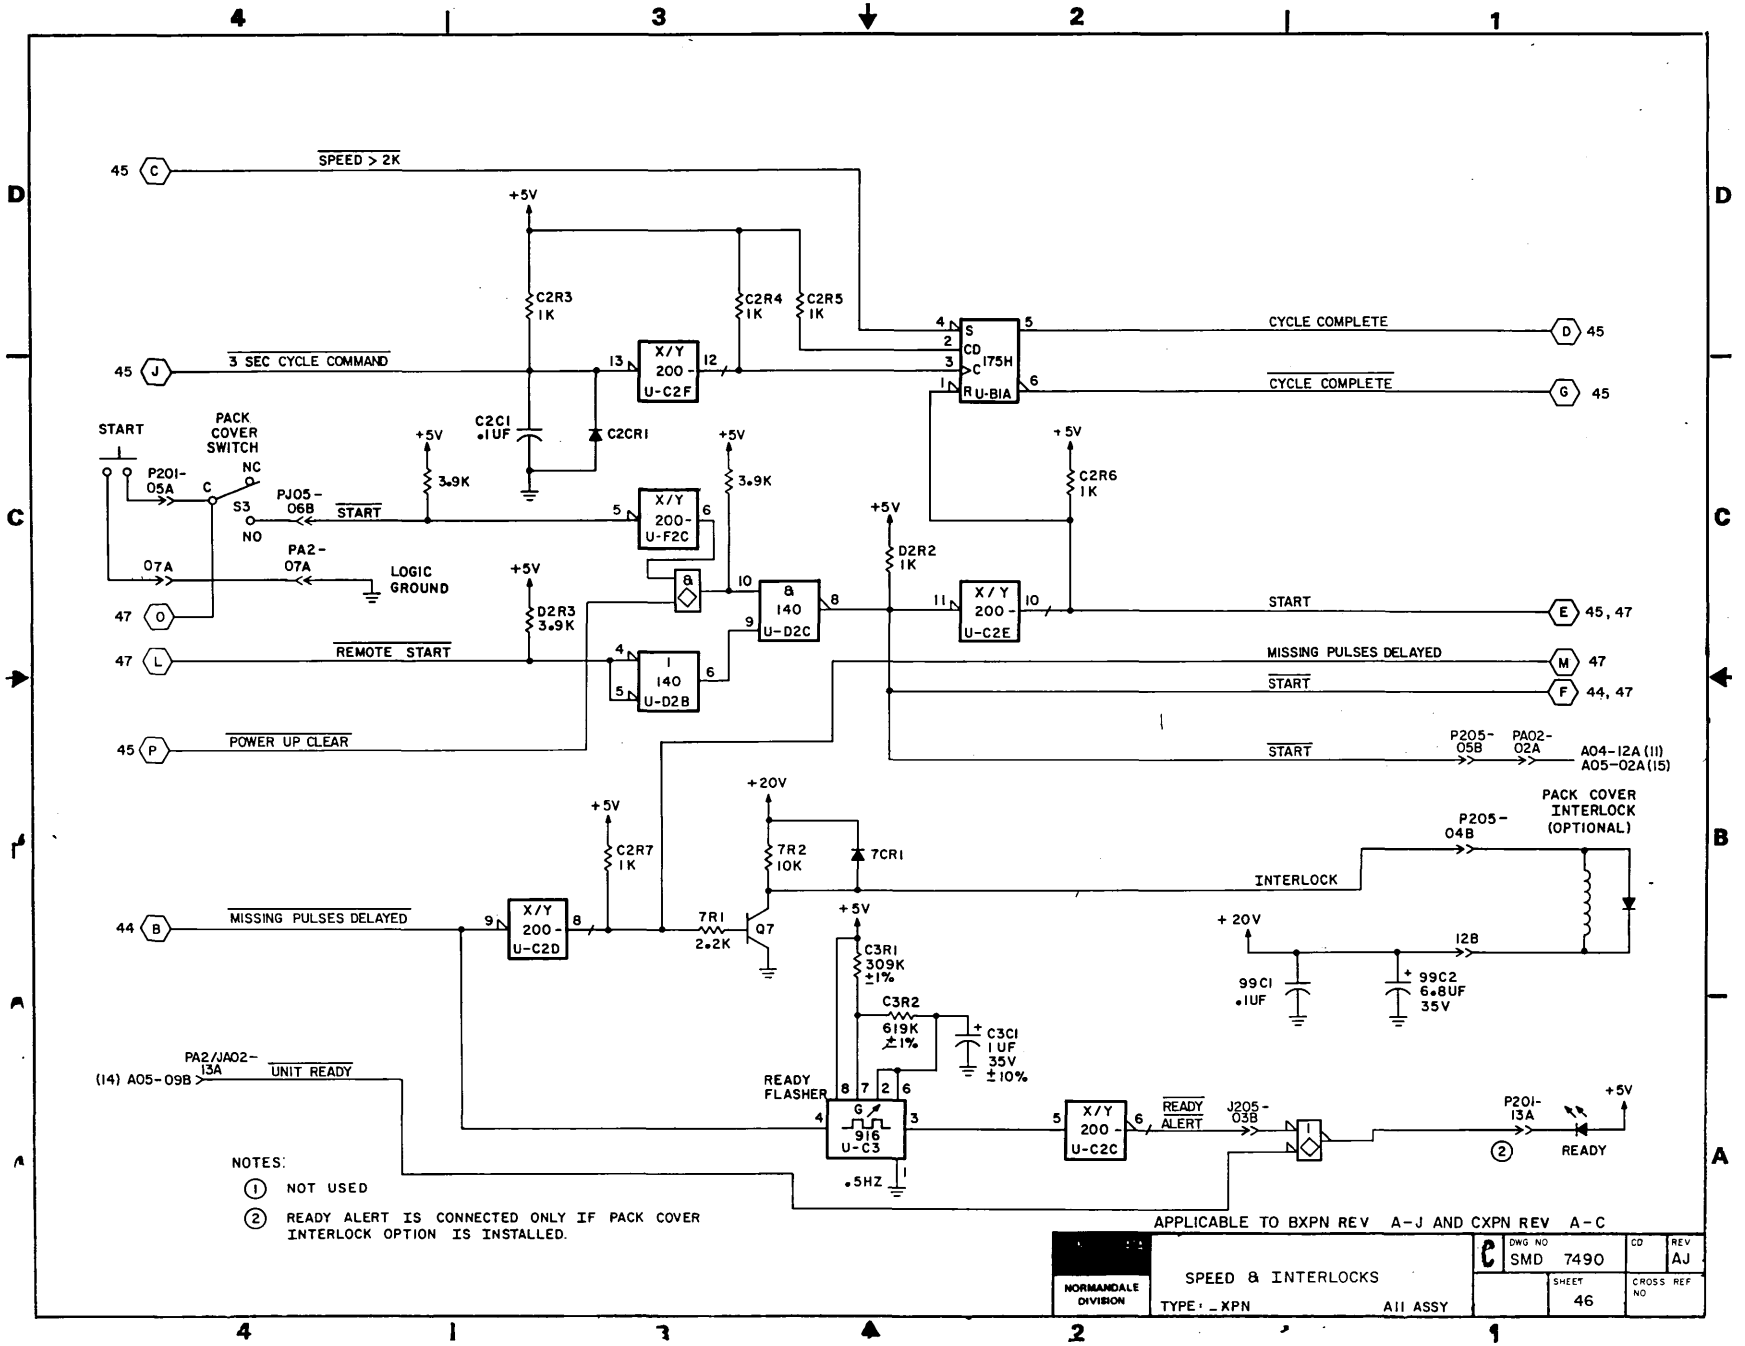 4 3 2 1
45 C SPEED > 2K
D D
+5V
C2R3 1K
C2R4 1K
C2R5 1K
45 J 3 SEC CYCLE COMMAND
13 X/Y 200- U-C2F 12
4 S 5
2 CD
3 C 175H
1 R U-B1A 6
CYCLE COMPLETE D 45
CYCLE COMPLETE G 45
START
PACK COVER SWITCH
NC
C
S3
NO
P201-05A
PJ05-06B
START
+5V
3.9K
C2C1 .1UF
C2CR1
5 X/Y 200- U-F2C 6
+5V
3.9K
+5V
C2R6 1K
C C
07A
PA2-07A
LOGIC GROUND
47 O
+5V
D2R3 3.9K
&
10 & 140 U-D2C 8
9
+5V
D2R2 1K
11 X/Y 200- U-C2E 10
START E 45, 47
47 L REMOTE START
4 1 140 U-D2B 6
5
MISSING PULSES DELAYED M 47
START F 44, 47
45 P POWER UP CLEAR
START
P205-05B
PA02-02A
A04-12A (11)
A05-02A (15)
PACK COVER INTERLOCK (OPTIONAL)
P205-04B
+5V
C2R7 1K
+20V
7R2 10K
7CR1
B
INTERLOCK
44 B MISSING PULSES DELAYED
9 X/Y 200- U-C2D 8
7R1 2.2K
Q7
+5V
C3R1 309K ±1%
C3R2 619K ±1%
+ C3C1 1UF 35V ±10%
+ 20V
12B
99C1 .1UF
+ 99C2 6.8UF 35V
(14) A05-09B
PA2/JA02-13A
UNIT READY
READY FLASHER
8 7 2 6
4 G 916 U-C3 3
1
.5HZ
5 X/Y 200- U-C2C 6
READY ALERT
J205-03B
1
P201-13A
2
READY
+5V
A A
NOTES:
1 NOT USED
2 READY ALERT IS CONNECTED ONLY IF PACK COVER
INTERLOCK OPTION IS INSTALLED.
APPLICABLE TO BXPN REV A-J AND CXPN REV A-C
NORMANDALE DIVISION
SPEED & INTERLOCKS
TYPE: _XPN
A11 ASSY
C
DWG NO
SMD 7490
CD
REV
AJ
SHEET
46
CROSS REF NO
4 3 2 1